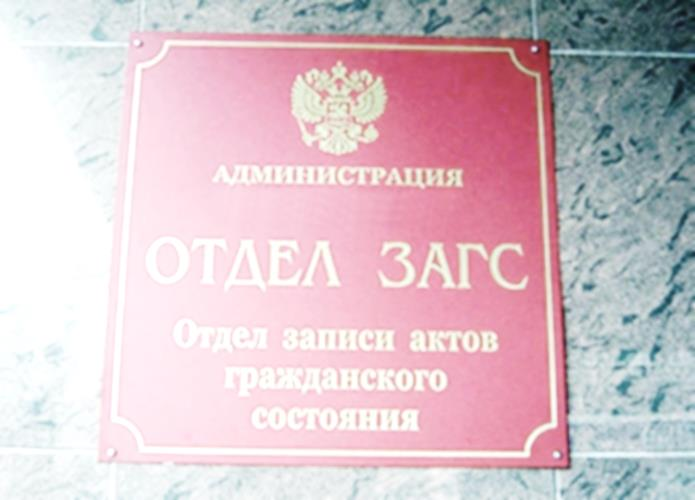 АДМИНИСТРАЦИЯ
ОТДЕЛ ЗАГС
Отдел записи актов
гражданского
состояния